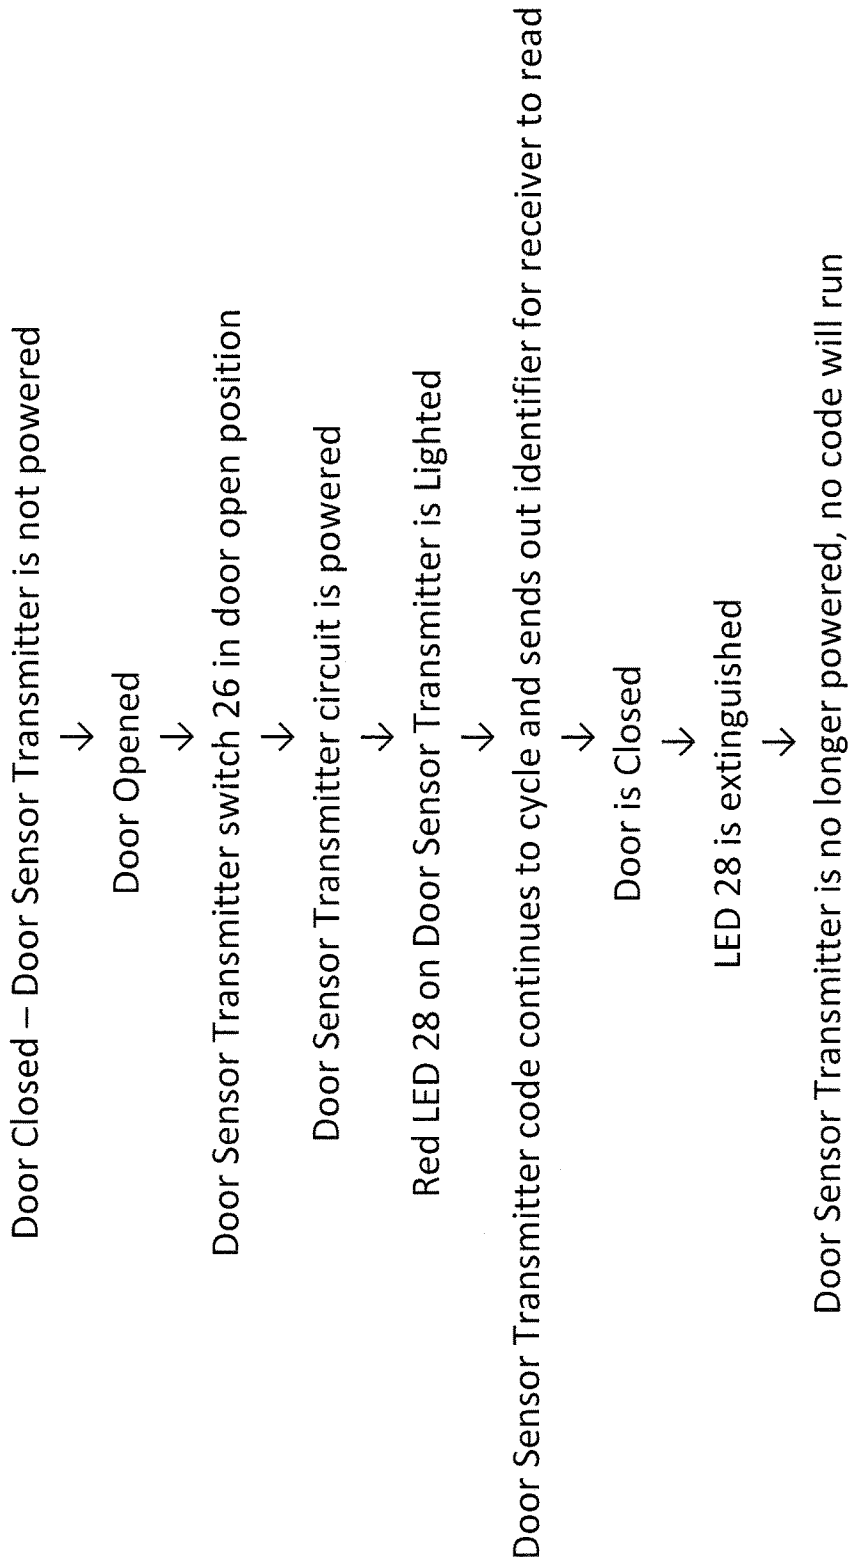 Door Closed – Door Sensor Transmitter is not powered
↓
Door Opened
↓
Door Sensor Transmitter switch 26 in door open position
↓
Door Sensor Transmitter circuit is powered
↓
Red LED 28 on Door Sensor Transmitter is Lighted
↓
Door Sensor Transmitter code continues to cycle and sends out identifier for receiver to read
↓
Door is Closed
↓
LED 28 is extinguished
↓
Door Sensor Transmitter is no longer powered, no code will run